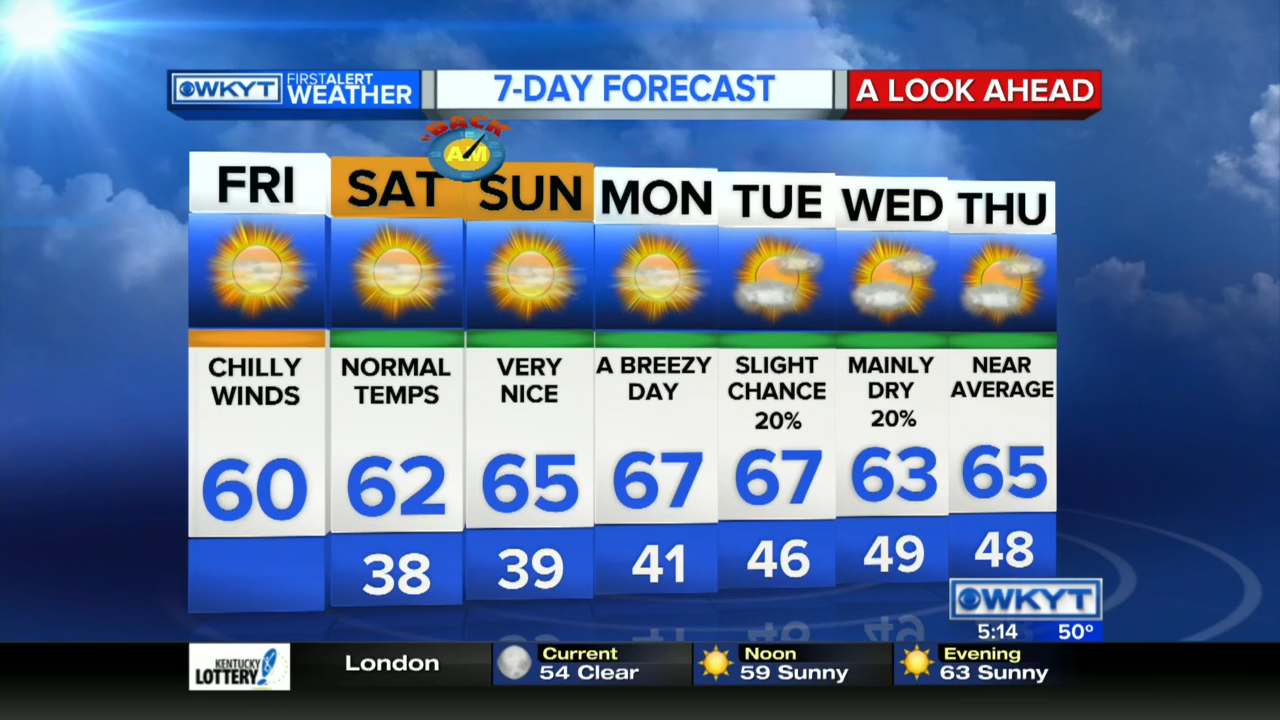 WKYT
FIRSTALERT
WEATHER
7-DAY FORECAST
A LOOK AHEAD
BACK
AM
FRI
SAT
SUN
MON
TUE
WED
THU
CHILLY
WINDS
NORMAL
TEMPS
VERY
NICE
A BREEZY
DAY
SLIGHT
CHANCE
20%
MAINLY
DRY
20%
NEAR
AVERAGE
60
62
65
67
67
63
65
38
39
41
46
49
48
WKYT
5:14 50°
KENTUCKY
LOTTERY
London
Current
54 Clear
Noon
59 Sunny
Evening
63 Sunny